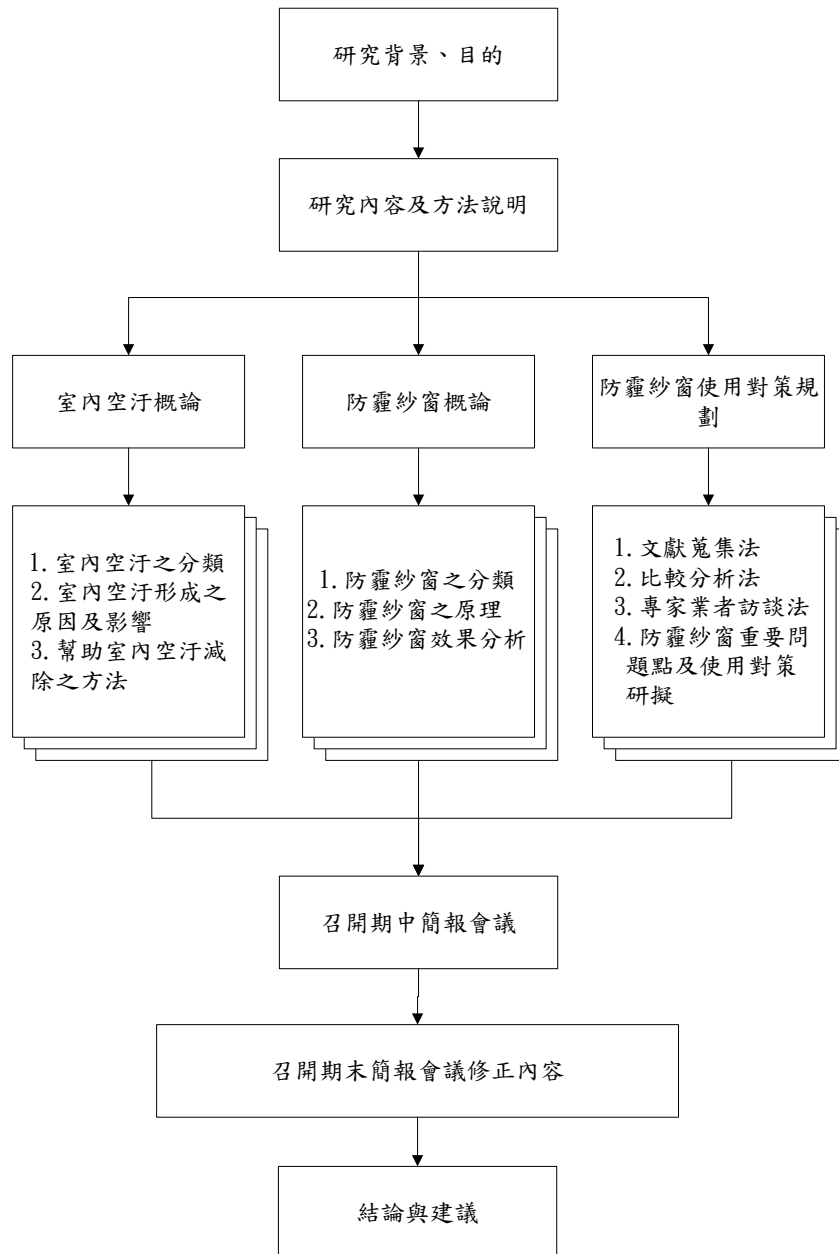 研究背景、目的
研究內容及方法說明
室內空汙概論
防霾紗窗概論
防霾紗窗使用對策規
劃
1.室內空汙之分類
2.室內空汙形成之
原因及影響
3.幫助室內空汙減
除之方法
1.防霾紗窗之分類
2.防霾紗窗之原理
3.防霾紗窗效果分析
1.文獻蒐集法
2.比較分析法
3.專家業者訪談法
4.防霾紗窗重要問
題點及使用對策
研擬
召開期中簡報會議
召開期末簡報會議修正內容
結論與建議